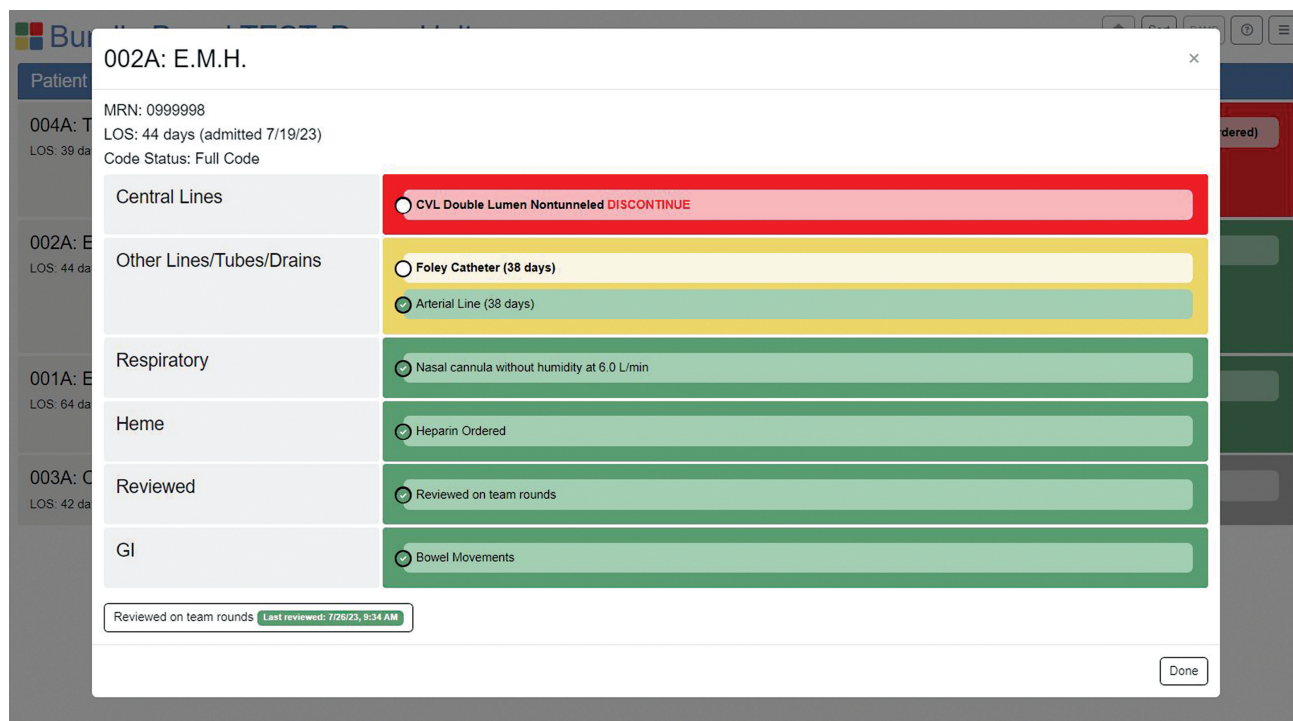 002A: E.M.H.
×
MRN: 0999998
LOS: 44 days (admitted 7/19/23)
Code Status: Full Code
Central Lines
CVL Double Lumen Nontunneled DISCONTINUE
Other Lines/Tubes/Drains
Foley Catheter (38 days)
Arterial Line (38 days)
Respiratory
Nasal cannula without humidity at 6.0 L/min
Heme
Heparin Ordered
Reviewed
Reviewed on team rounds
GI
Bowel Movements
Reviewed on team rounds Last reviewed: 7/26/23, 9:34 AM
Done
Patient
004A: T
LOS: 39 da
dered)
002A: E
LOS: 44 da
001A: E
LOS: 64 da
003A: C
LOS: 42 da